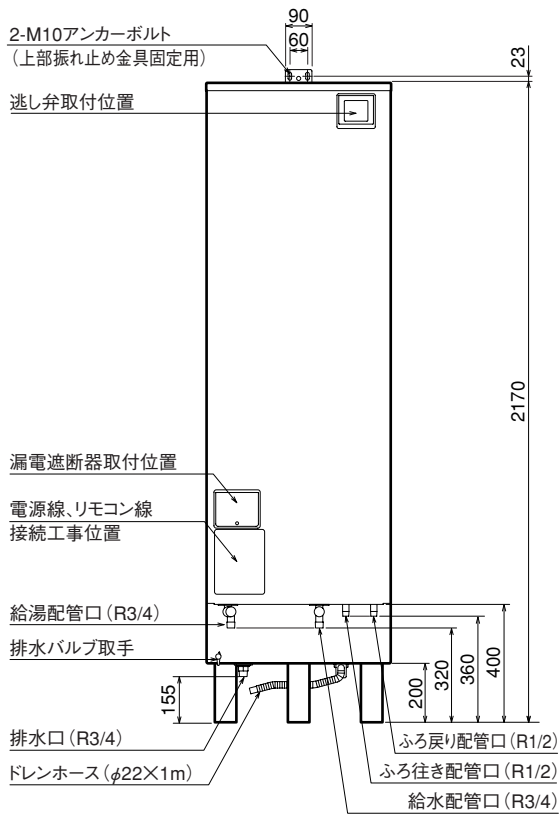 90
60
23
2-M10アンカーボルト
(上部振れ止め金具固定用)
逃し弁取付位置
2170
漏電遮断器取付位置
電源線、リモコン線
接続工事位置
給湯配管口(R3/4)
排水バルブ取手
155
200
320
360
400
排水口(R3/4)
ドレンホース(φ22×1m)
ふろ戻り配管口(R1/2)
ふろ往き配管口(R1/2)
給水配管口(R3/4)